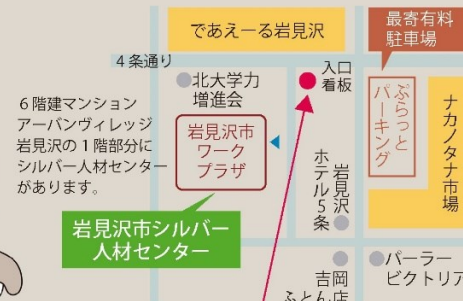 であえーる岩見沢
最寄有料
駐車場
4条通り
北大学力
増進会
入口
看板
ぷらっと
パーキング
ナカノタナ市場
6階建マンション
アーバンヴィレッジ
岩見沢の1階部分に
シルバー人材センター
があります。
岩見沢市
ワーク
プラザ
岩見沢
ホテル5条
岩見沢市シルバー
人材センター
吉岡
ふとん店
パーラー
ビクトリア